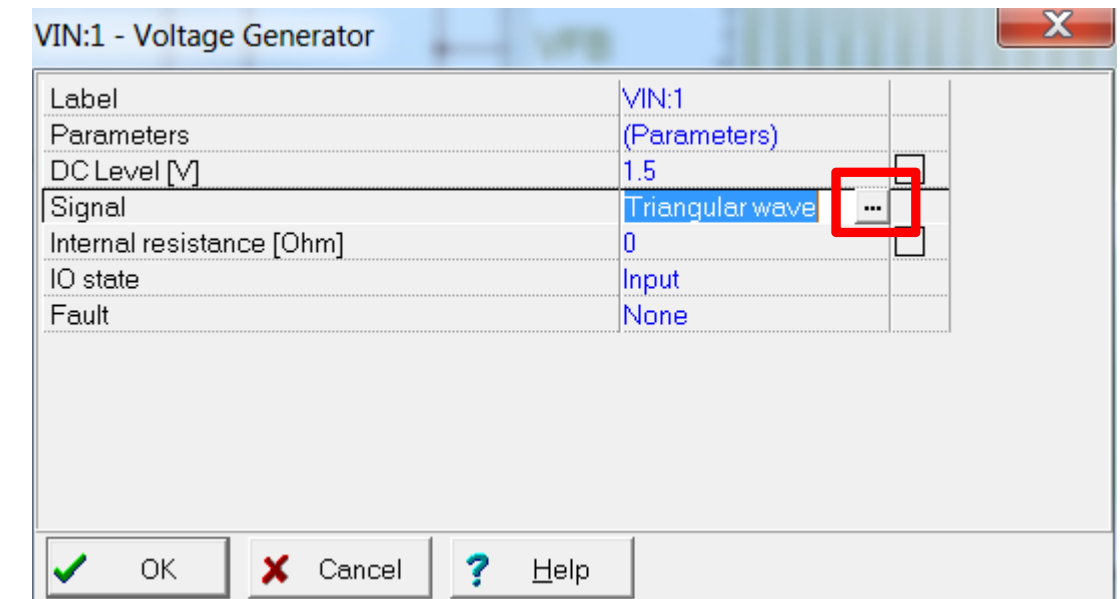 VIN:1 - Voltage Generator
VFB
Label VIN:1
Parameters (Parameters)
DC Level [V] 1.5
Signal Triangular wave ...
Internal resistance [Ohm] 0
IO state Input
Fault None
OK Cancel ? Help